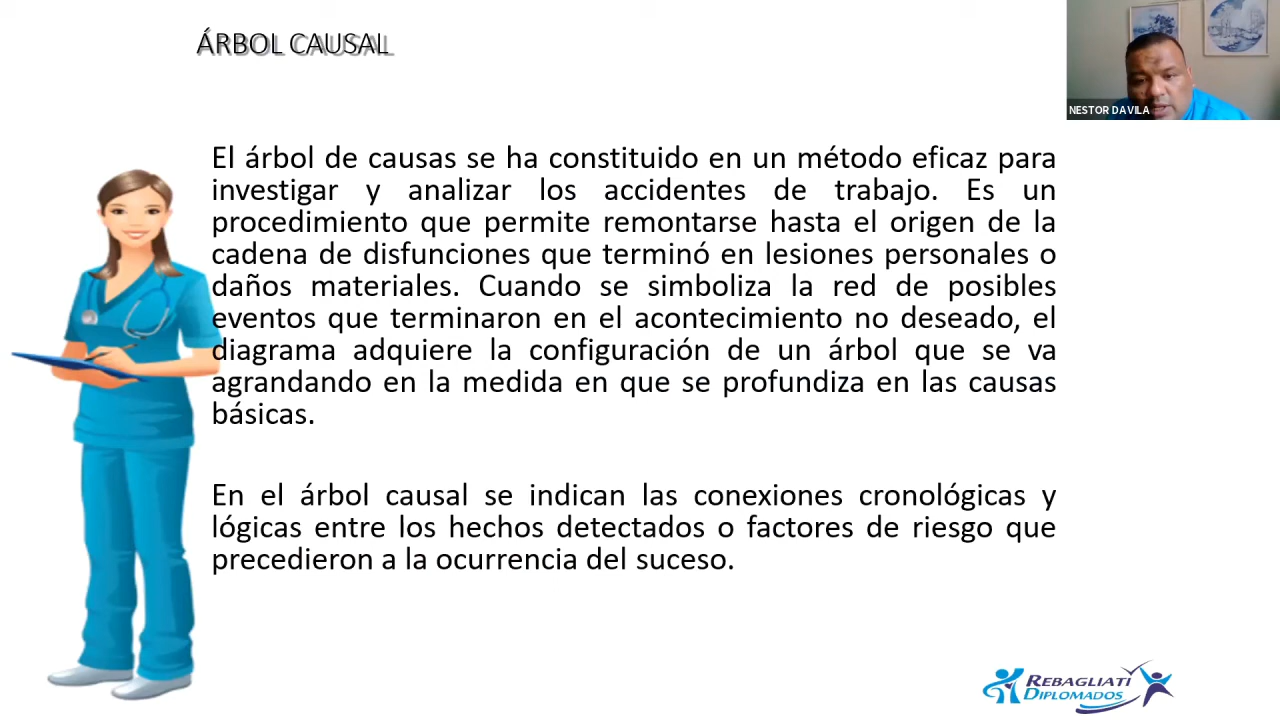 ÁRBOL CAUSAL
NESTOR DAVILA
El árbol de causas se ha constituido en un método eficaz para
investigar y analizar los accidentes de trabajo. Es un
procedimiento que permite remontarse hasta el origen de la
cadena de disfunciones que terminó en lesiones personales o
daños materiales. Cuando se simboliza la red de posibles
eventos que terminaron en el acontecimiento no deseado, el
diagrama adquiere la configuración de un árbol que se va
agrandando en la medida en que se profundiza en las causas
básicas.
En el árbol causal se indican las conexiones cronológicas y
lógicas entre los hechos detectados o factores de riesgo que
precedieron a la ocurrencia del suceso.
REBAGLIATI
DIPLOMADOS